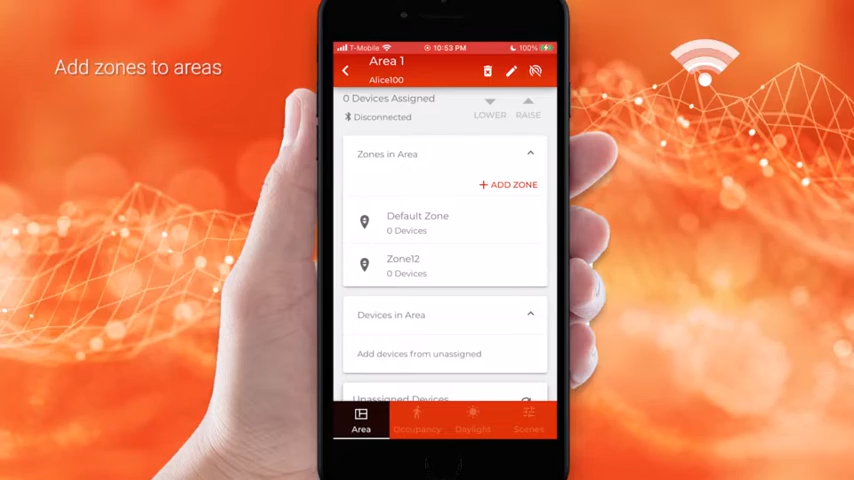 Add zones to areas
T-Mobile
10:53 PM
100%
Area 1
Alice100
0 Devices Assigned
Disconnected
LOWER
RAISE
Zones in Area
+ ADD ZONE
Default Zone
0 Devices
Zone12
0 Devices
Devices in Area
Add devices from unassigned
Unassigned Devices
Area
Occupancy
Daylight
Scenes